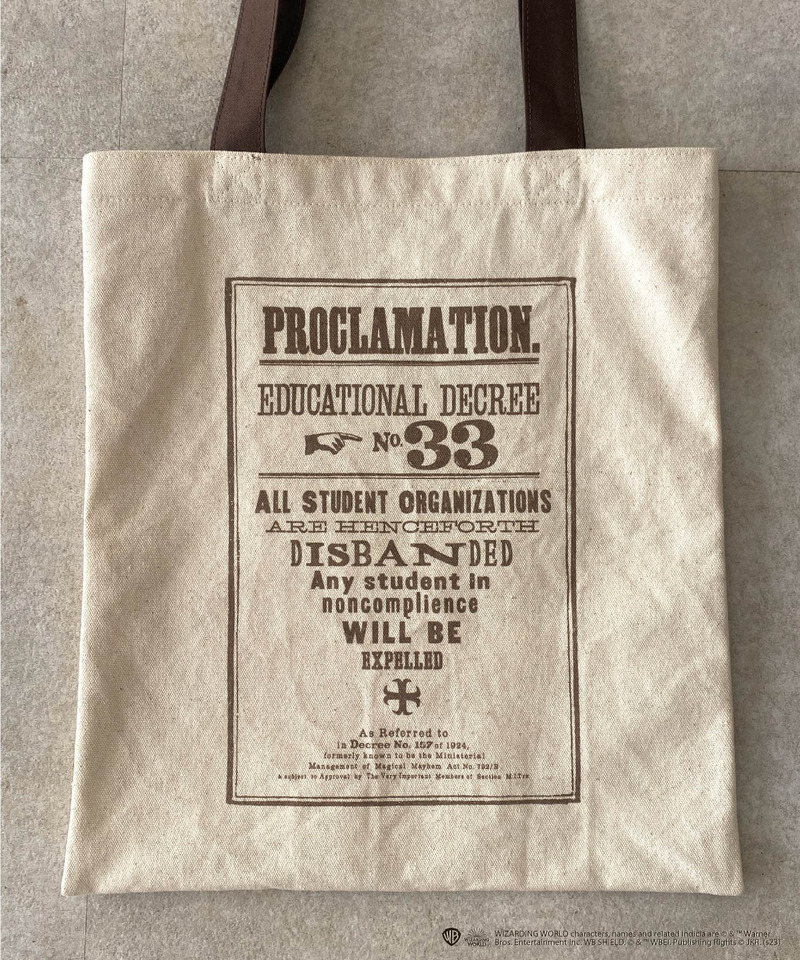 PROCLAMATION.
EDUCATIONAL DECREE
No. 33
ALL STUDENT ORGANIZATIONS
ARE HENCEFORTH
DISBANDED
Any student in
noncomplience
WILL BE
EXPELLED
As Referred to
in Decree No. 157 of 1924,
formerly known to be the Ministerial
Management of Magical Mayhem Act No. 792/B
a subject to Approval by The Very Important Members of Section M.I.T.xx
WB WIZARDING WORLD characters, names and related indicia are © & ™ Warner
Bros. Entertainment Inc. WB SHIELD: © & ™ WBEI. Publishing Rights © JKR. (s23)